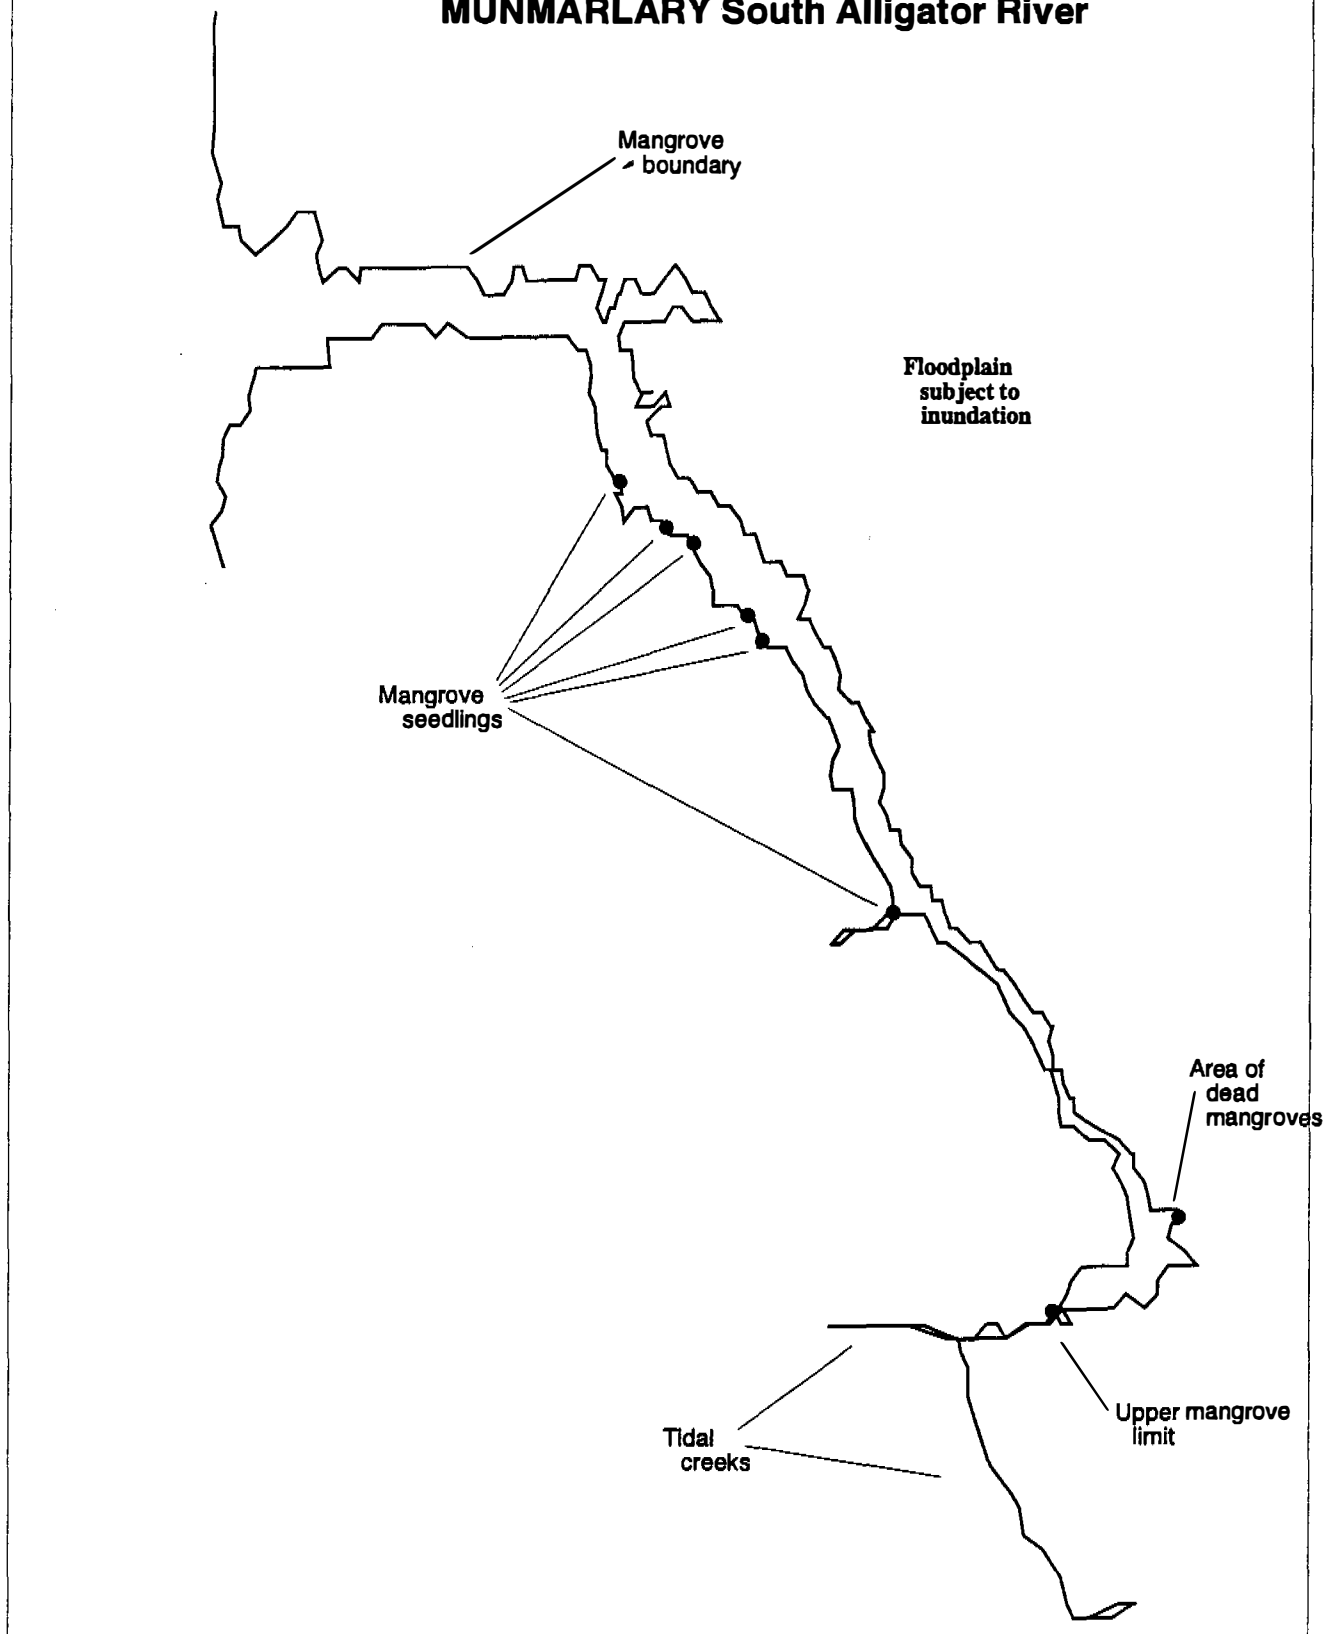 MUNMARLARY South Alligator River
Mangrove
boundary
Floodplain
subject to
inundation
Mangrove
seedlings
Area of
dead
mangroves
Upper mangrove
limit
Tidal
creeks